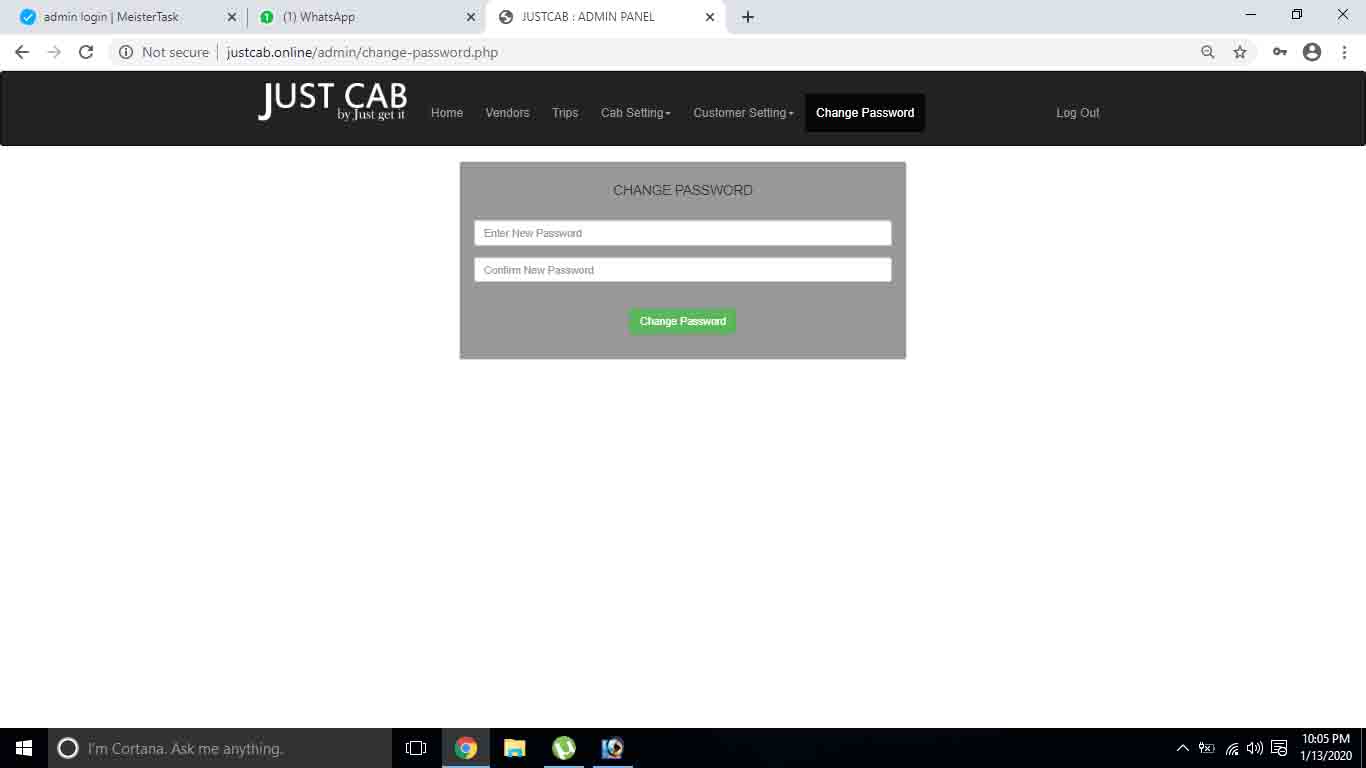 admin login | MeisterTask
(1) WhatsApp
JUSTCAB : ADMIN PANEL
Not secure
justcab.online/admin/change-password.php
JUST CAB
by Just get it
Home
Vendors
Trips
Cab Setting
Customer Setting
Change Password
Log Out
CHANGE PASSWORD
Enter New Password
Confirm New Password
Change Password
I'm Cortana. Ask me anything.
10:05 PM
1/13/2020